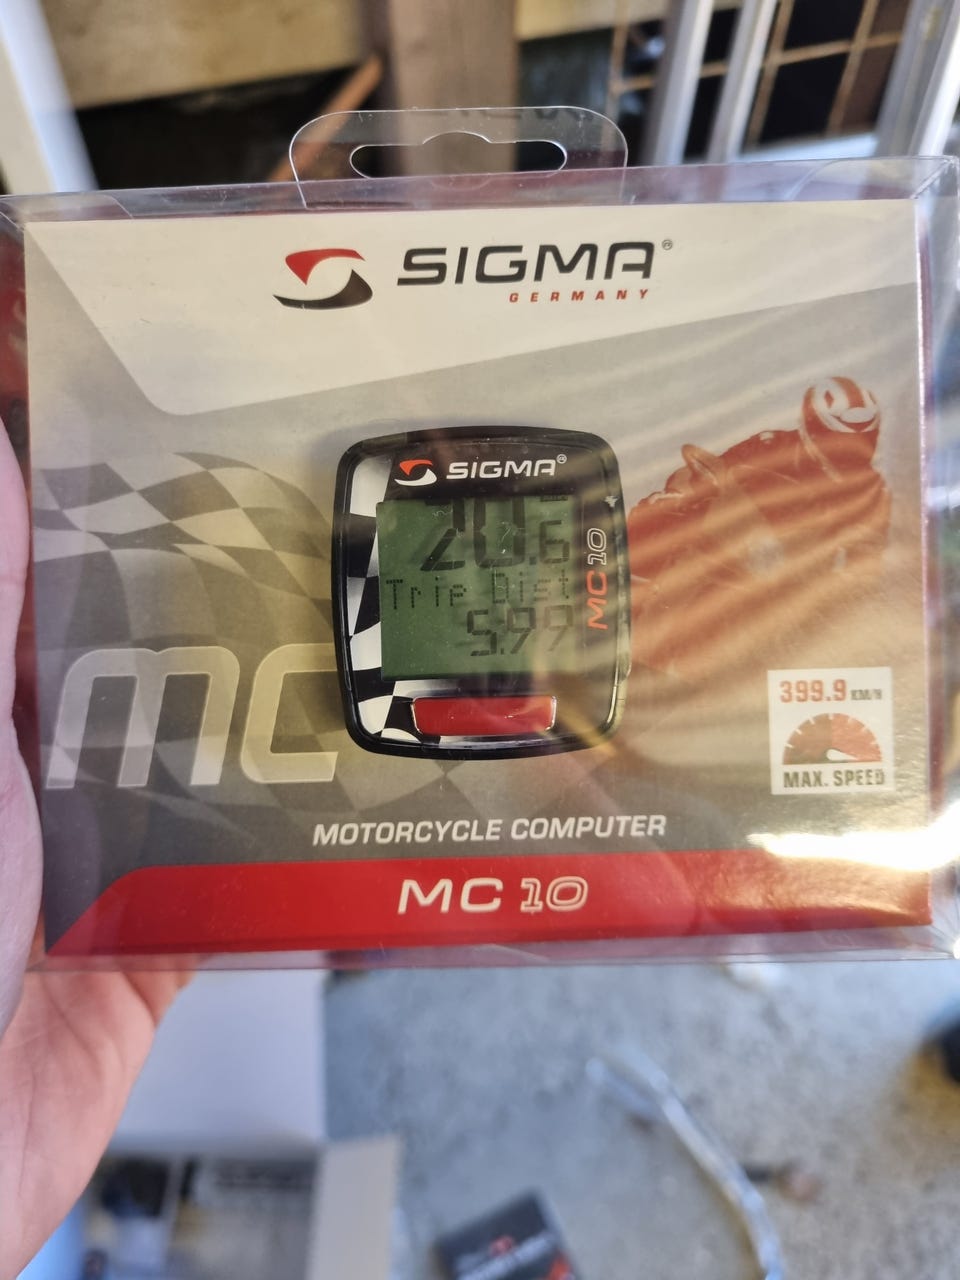 SIGMA®
GERMANY
SIGMA®
20.6
Trip Dist
5.99
MC 10
MC
399.9 KM/H
MAX. SPEED
MOTORCYCLE COMPUTER
MC 10